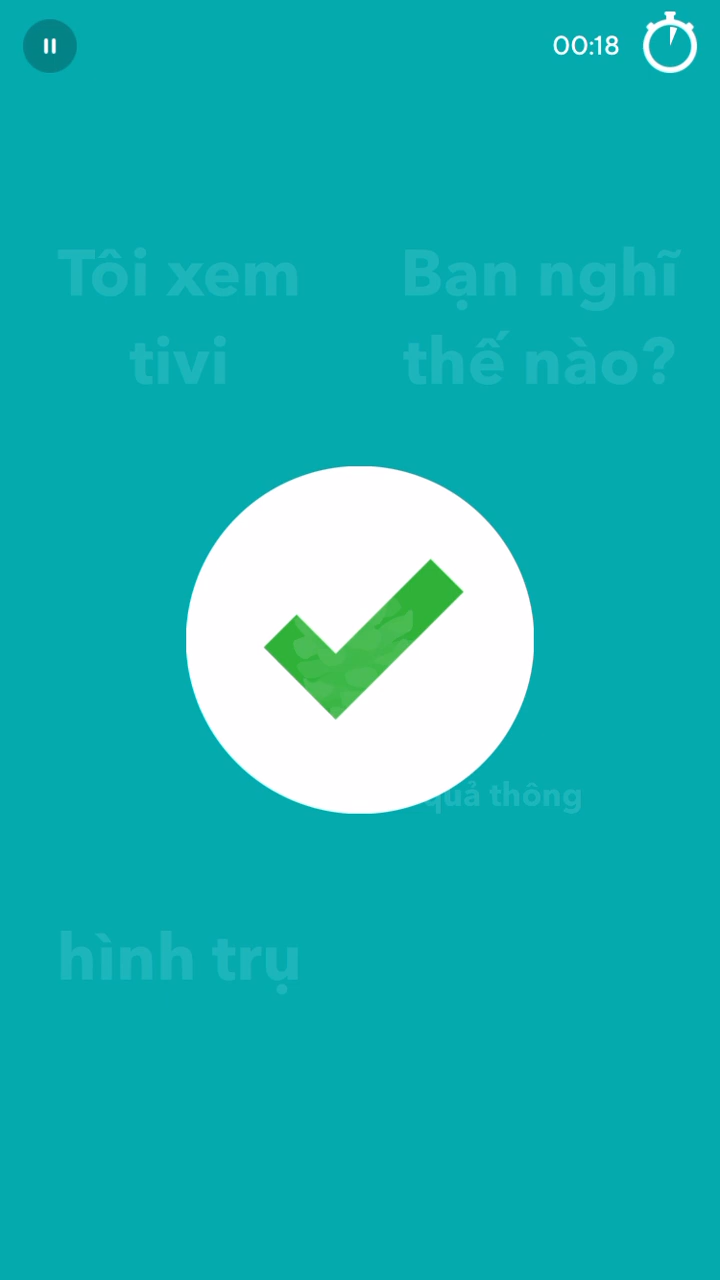 00:18
Tôi xem
tivi
Bạn nghĩ
thế nào?
quả thông
hình trụ